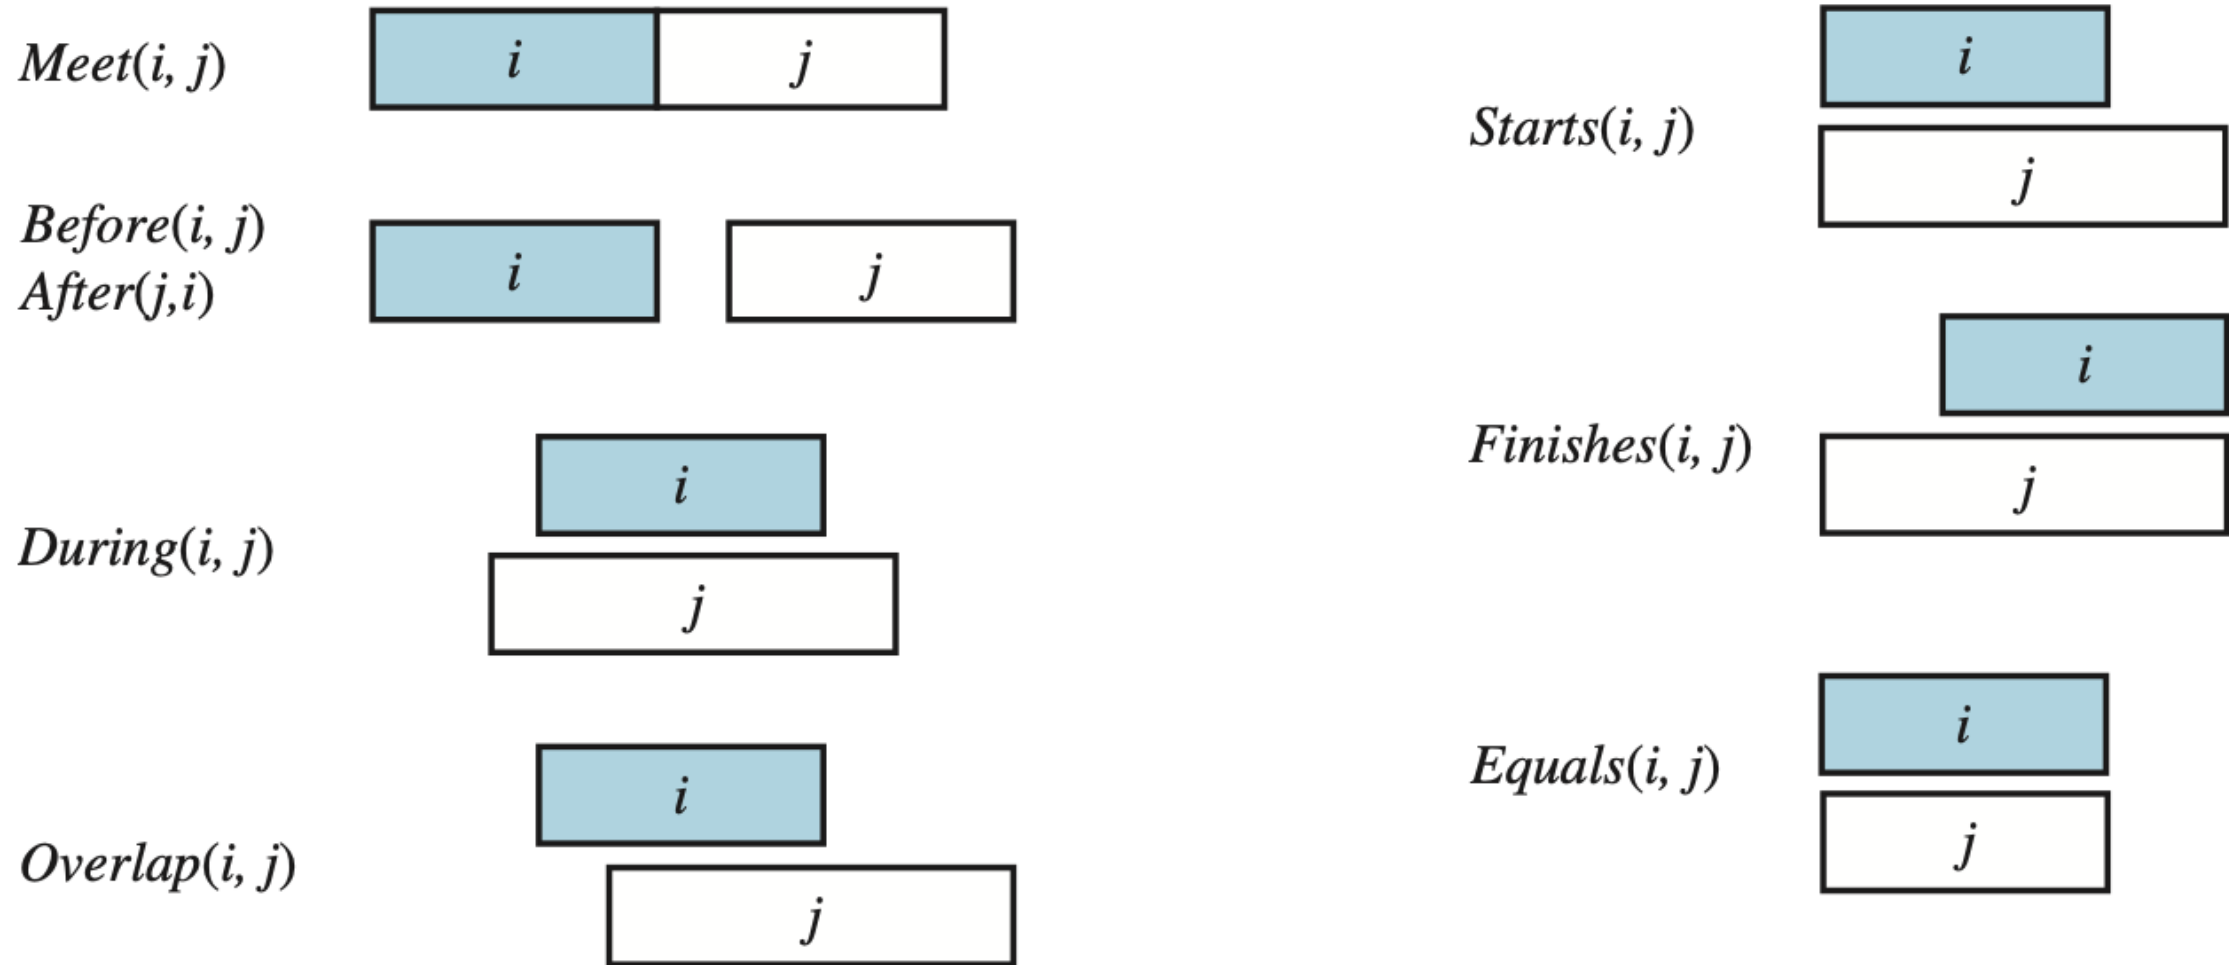 Meet(i, j)
i
j
Before(i, j)
After(j,i)
i
j
During(i, j)
i
j
Overlap(i, j)
i
j
Starts(i, j)
i
j
Finishes(i, j)
i
j
Equals(i, j)
i
j